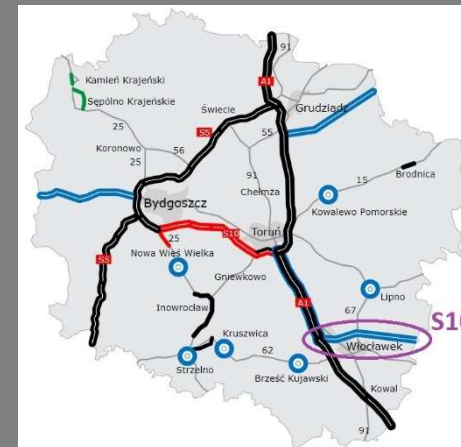 91
A1
Kamień Krajeński
Sępólno Krajeńskie
Świecie
Grudziądz
25
S5
55
56
Koronowo
25
91
15
Brodnica
Chełmża
Bydgoszcz
Kowalewo Pomorskie
25
S10
Toruń
Nowa Wieś Wielka
S5
Gniewkowo
A1
Lipno
Inowrocław
67
S10
Kruszwica
62
Włocławek
Strzelno
Brześć Kujawski
Kowal
91